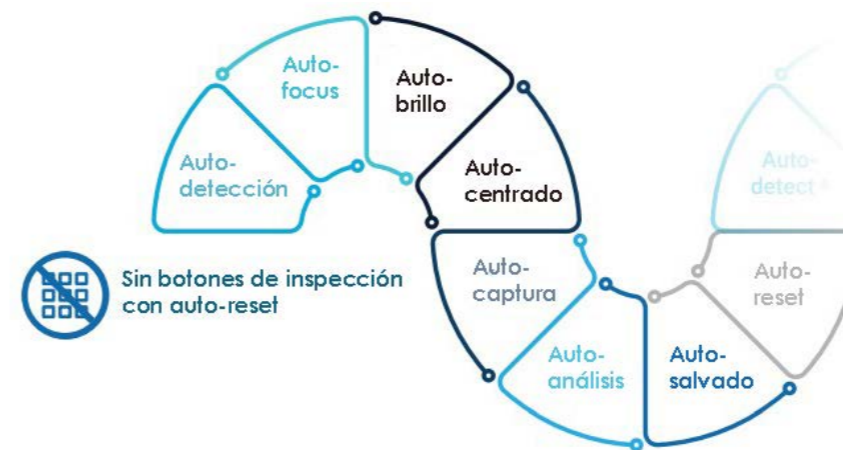 Auto-
detección
Auto-
focus
Auto-
brillo
Auto-
centrado
Auto-
captura
Auto-
análisis
Auto-
salvado
Auto-
reset
Auto-
detect
Sin botones de inspección
con auto-reset